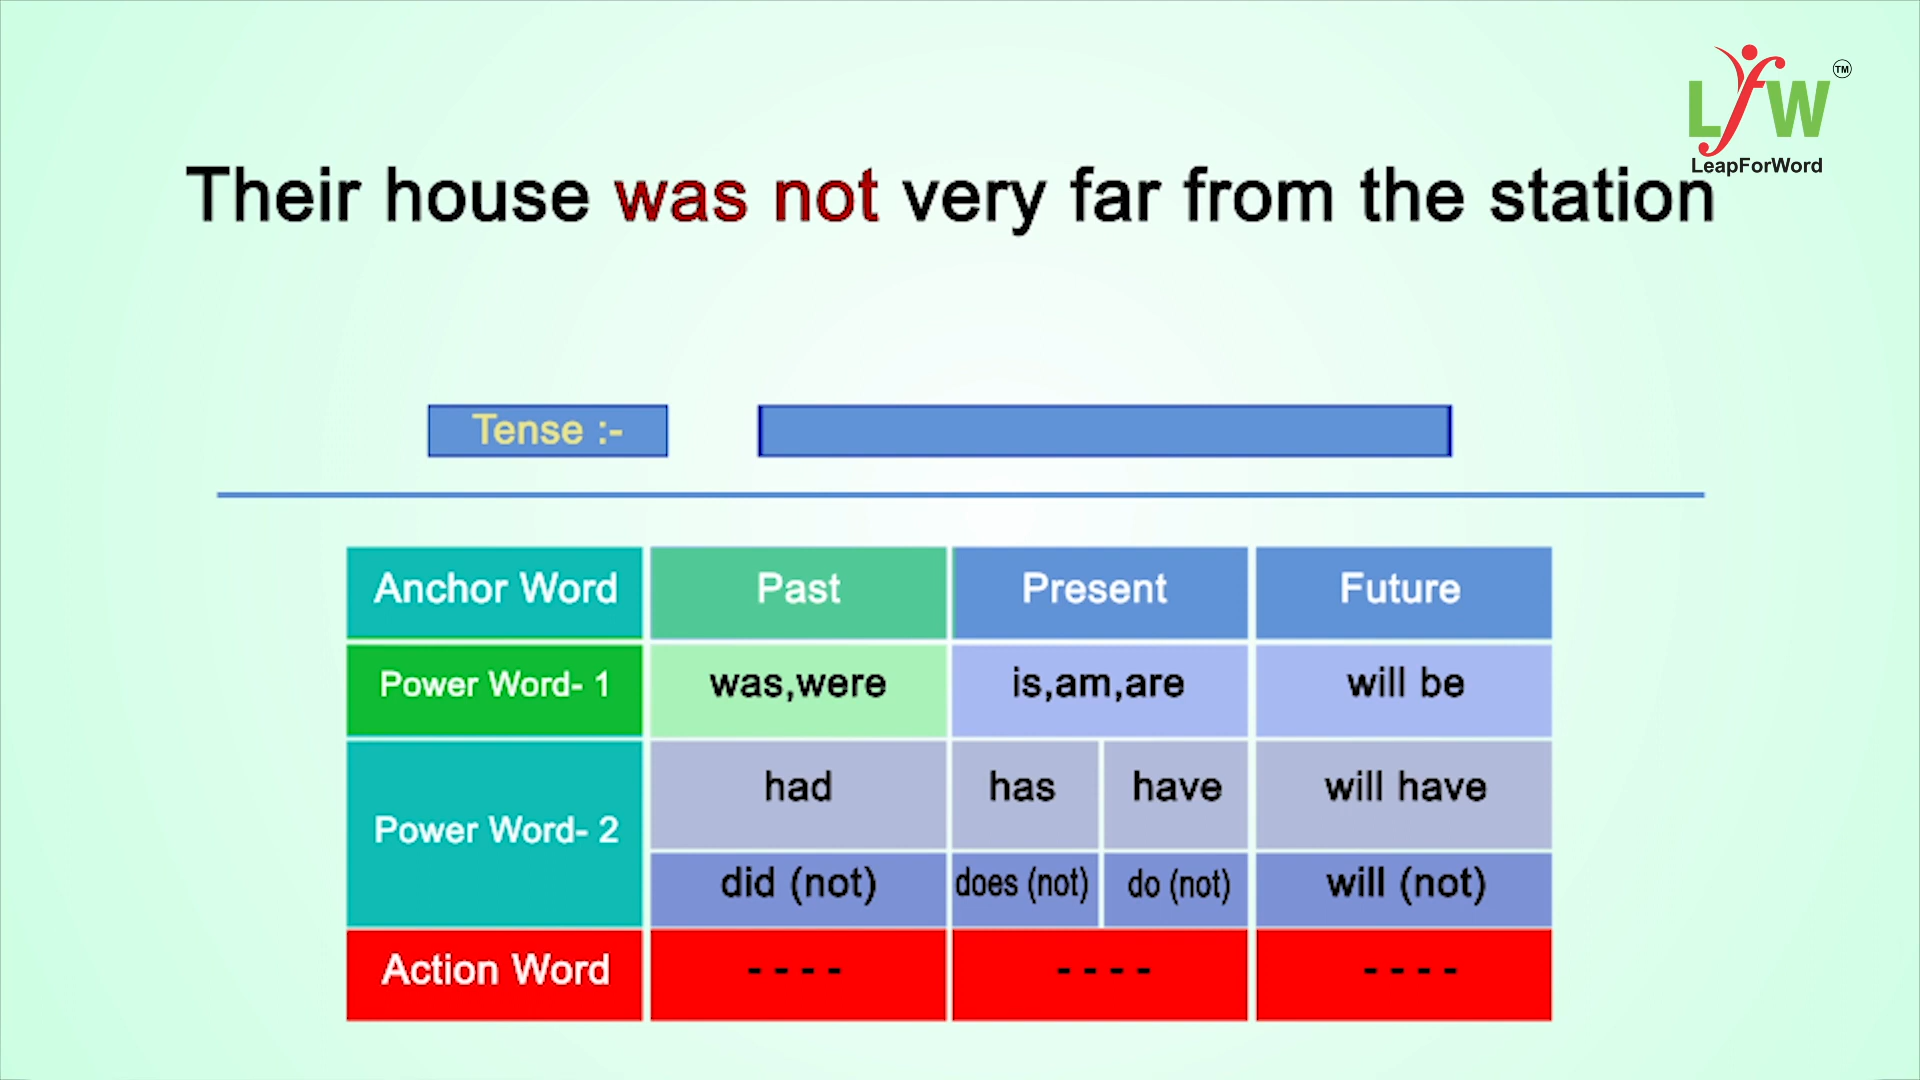 LfW TM
LeapForWord
Their house was not very far from the station
Tense :-
Anchor Word Past Present Future
Power Word- 1 was,were is,am,are will be
Power Word- 2 had has have will have
did (not) does (not) do (not) will (not)
Action Word - - - - - - - - - - - -